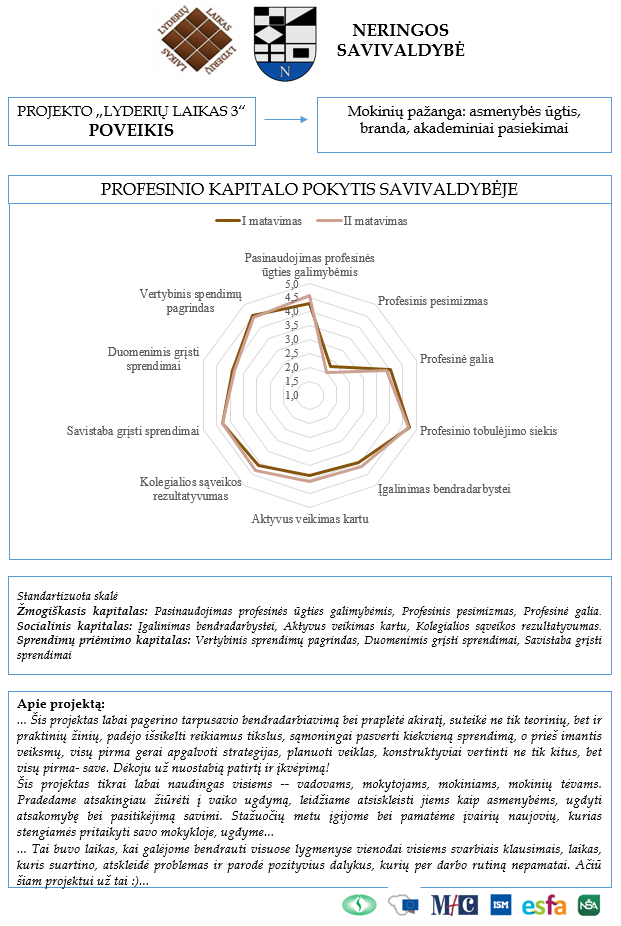 LYDERIŲ LAIKAS
LYDERIŲ LAIKAS
N
NERINGOS
SAVIVALDYBĖ
PROJEKTO „LYDERIŲ LAIKAS 3“
POVEIKIS
Mokinių pažanga: asmenybės ūgtis,
branda, akademiniai pasiekimai
PROFESINIO KAPITALO POKYTIS SAVIVALDYBĖJE
I matavimas
II matavimas
Pasinaudojimas profesinės
ūgties galimybėmis
Profesinis pesimizmas
Profesinė galia
Profesinio tobulėjimo siekis
Įgalinimas bendradarbystei
Aktyvus veikimas kartu
Kolegialios sąveikos
rezultatyvumas
Savistaba grįsti sprendimai
Duomenimis grįsti
sprendimai
Vertybinis spendimų
pagrindas
5,0
4,5
4,0
3,5
3,0
2,5
2,0
1,5
1,0
Standartizuota skalė
Žmogiškasis kapitalas: Pasinaudojimas profesinės ūgties galimybėmis, Profesinis pesimizmas, Profesinė galia.
Socialinis kapitalas: Įgalinimas bendradarbystei, Aktyvus veikimas kartu, Kolegialios sąveikos rezultatyvumas.
Sprendimų priėmimo kapitalas: Vertybinis sprendimų pagrindas, Duomenimis grįsti sprendimai, Savistaba grįsti
sprendimai
Apie projektą:
... Šis projektas labai pagerino tarpusavio bendradarbiavimą bei praplėtė akiratį, suteikė ne tik teorinių, bet ir
praktinių žinių, padėjo išsikelti reikiamus tikslus, sąmoningai pasverti kiekvieną sprendimą, o prieš imantis
veiksmų, visų pirma gerai apgalvoti strategijas, planuoti veiklas, konstruktyviai vertinti ne tik kitus, bet
visų pirma- save. Dėkoju už nuostabią patirtį ir įkvėpimą!
Šis projektas tikrai labai naudingas visiems -- vadovams, mokytojams, mokiniams, mokinių tėvams.
Pradedame atsakingiau žiūrėti į vaiko ugdymą, leidžiame atsiskleisti jiems kaip asmenybėms, ugdyti
atsakomybę bei pasitikėjimą savimi. Stažuočių metu įgijome bei pamatėme įvairių naujovių, kurias
stengiamės pritaikyti savo mokykloje, ugdyme...
... Tai buvo laikas, kai galėjome bendrauti visuose lygmenyse vienodai visiems svarbiais klausimais, laikas,
kuris suartino, atskleidė problemas ir parodė pozityvius dalykus, kurių per darbo rutiną nepamatai. Ačiū
šiam projektui už tai :)...
ISM
esfa
NŠA